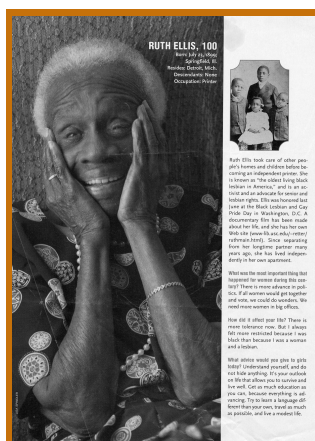 RUTH ELLIS, 100
Born: July 23, 1899;
Springfield, Ill.
Resides: Detroit, Mich.
Descendants: None
Occupation: Printer
Ruth Ellis took care of other peo-
ple's homes and children before be-
coming an independent printer. She
is known as "the oldest living black
lesbian in America," and is an ac-
tivist and an advocate for senior and
lesbian rights. Ellis was honored last
June at the Black Lesbian and Gay
Pride Day in Washington, D.C. A
documentary film has been made
about her life, and she has her own
Web site (www-lib.usc.edu/~retter/
ruthmain.html). Since separating
from her longtime partner many
years ago, she has lived indepen-
dently in her own apartment.
What was the most important thing that
happened for women during this cen-
tury? There is more advance in poli-
tics. If all women would get together
and vote, we could do wonders. We
need more women in big offices.
How did it affect your life? There is
more tolerance now. But I always
felt more restricted because I was
black than because I was a woman
and a lesbian.
What advice would you give to girls
today? Understand yourself, and do
not hide anything. It's your outlook
on life that allows you to survive and
live well. Get as much education as
you can, because everything is ad-
vancing. Try to learn a language dif-
ferent than your own, travel as much
as possible, and live a modest life.